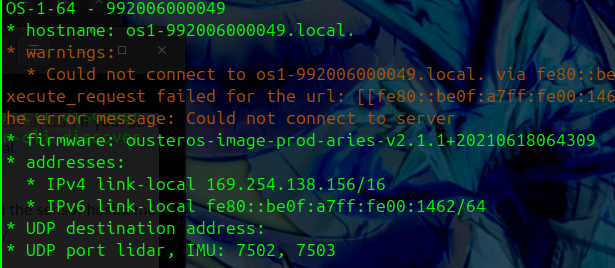 OS-1-64 - 992006000049
* hostname: os1-992006000049.local.
* warnings:
* Could not connect to os1-992006000049.local. via fe80::be
xecute_request failed for the url: [[fe80::be0f:a7ff:fe00:146
he error message: Could not connect to server
* firmware: ousteros-image-prod-aries-v2.1.1+20210618064309
* addresses:
* IPv4 link-local 169.254.138.156/16
* IPv6 link-local fe80::be0f:a7ff:fe00:1462/64
* UDP destination address:
* UDP port lidar, IMU: 7502, 7503